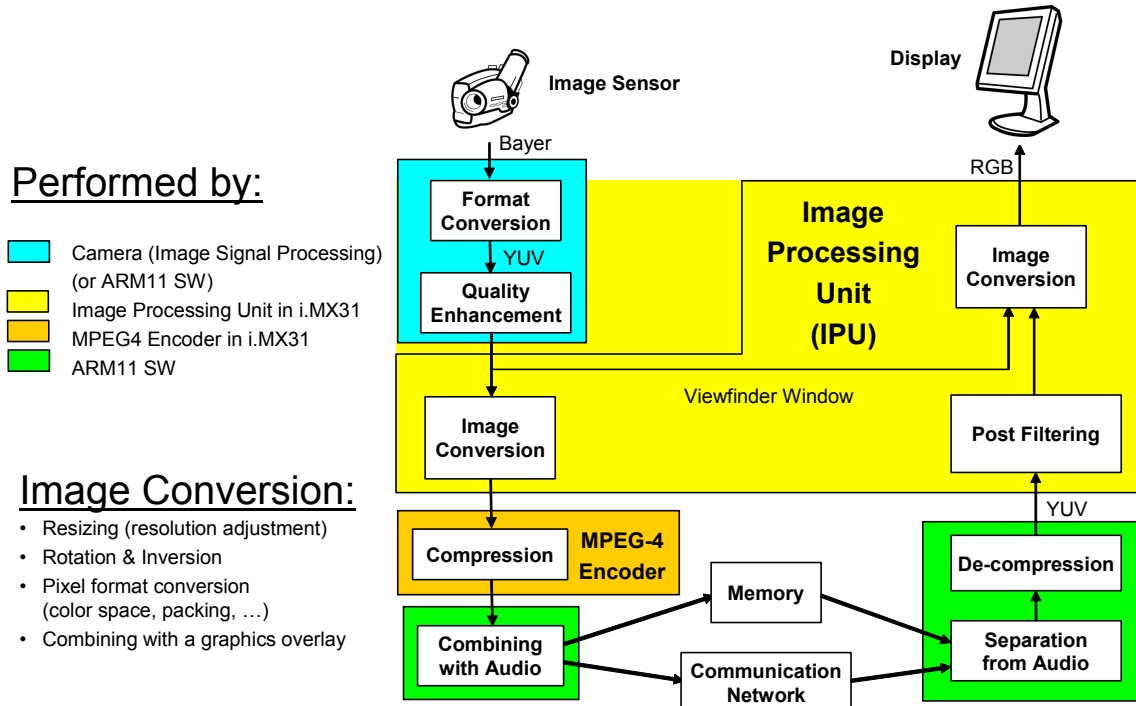 Image Sensor
Display
Bayer
RGB
Performed by:
Camera (Image Signal Processing)
(or ARM11 SW)
Image Processing Unit in i.MX31
MPEG4 Encoder in i.MX31
ARM11 SW
Format
Conversion
YUV
Quality
Enhancement
Image
Processing
Unit
(IPU)
Image
Conversion
Viewfinder Window
Image
Conversion
Post Filtering
Image Conversion:
• Resizing (resolution adjustment)
• Rotation & Inversion
• Pixel format conversion
(color space, packing, …)
• Combining with a graphics overlay
YUV
Compression
MPEG-4
Encoder
De-compression
Memory
Combining
with Audio
Communication
Network
Separation
from Audio